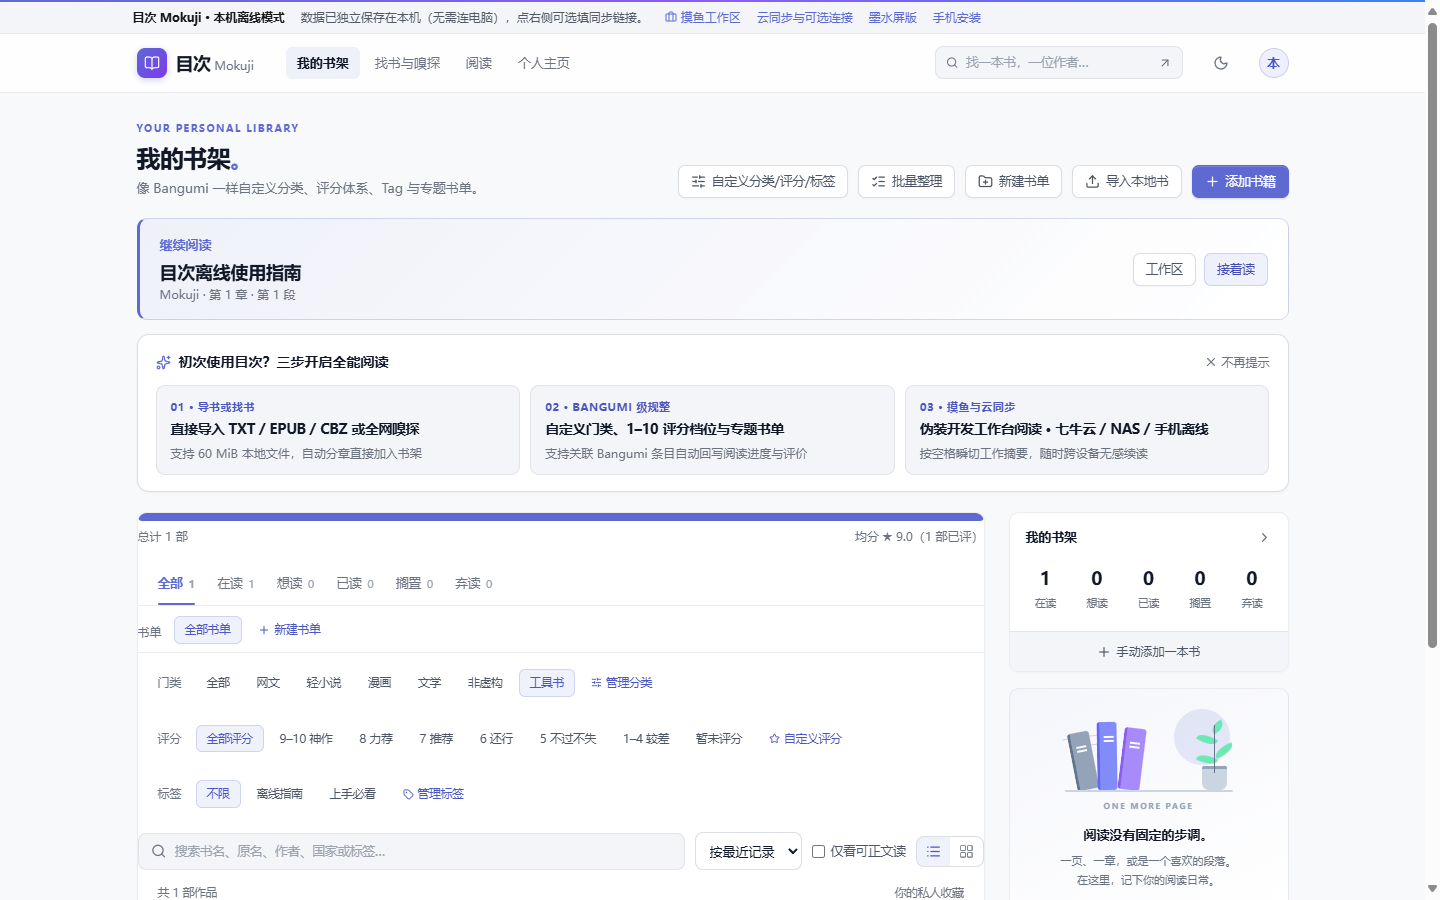 目次 Mokuji • 本机离线模式 数据已独立保存在本机（无需连电脑），点右侧可选填同步链接。 摸鱼工作区 云同步与可选连接 墨水屏版 手机安装
目次 Mokuji 我的书架 找书与嗅探 阅读 个人主页 找一本书，一位作者... 本
YOUR PERSONAL LIBRARY
我的书架。
像 Bangumi 一样自定义分类、评分体系、Tag 与专题书单。
自定义分类/评分/标签 批量整理 新建书单 导入本地书 添加书籍
继续阅读
目次离线使用指南
Mokuji · 第 1 章 · 第 1 段
工作区 接着读
初次使用目次？三步开启全能阅读 不再提示
01 • 导书或找书
直接导入 TXT / EPUB / CBZ 或全网嗅探
支持 60 MiB 本地文件，自动分章直接加入书架
02 • BANGUMI 级规整
自定义门类、1–10 评分档位与专题书单
支持关联 Bangumi 条目自动回写阅读进度与评价
03 • 摸鱼与云同步
伪装开发工作台阅读 • 七牛云 / NAS / 手机离线
按空格瞬切工作摘要，随时跨设备无感续读
总计 1 部 均分 ★ 9.0（1 部已评）
全部 1 在读 1 想读 0 已读 0 搁置 0 弃读 0
书单 全部书单 新建书单
门类 全部 网文 轻小说 漫画 文学 非虚构 工具书 管理分类
评分 全部评分 9–10 神作 8 力荐 7 推荐 6 还行 5 不过不失 1–4 较差 暂未评分 自定义评分
标签 不限 离线指南 上手必看 管理标签
搜索书名、原名、作者、国家或标签... 按最近记录 仅看可正文读
共 1 部作品 你的私人收藏
我的书架
1 0 0 0 0
在读 想读 已读 搁置 弃读
手动添加一本书
ONE MORE PAGE
阅读没有固定的步调。
一页、一章，或是一个喜欢的段落。
在这里，记下你的阅读日常。